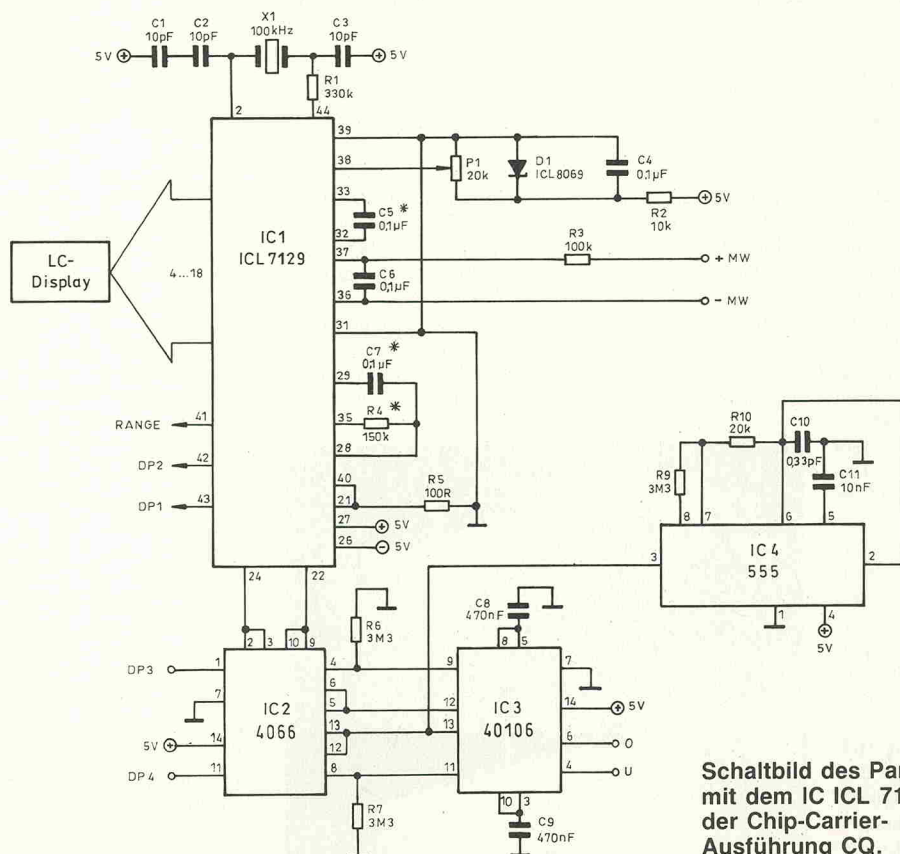 C1
10pF
C2
10pF
X1
100kHz
C3
10pF
5V
5V
R1
330k
2
44
39
38
33
32
37
36
31
29
35
28
40
21
27
26
P1
20k
D1
ICL8069
C4
0,1µF
R2
10k
5V
C5 *
0,1µF
R3
100k
+ MW
C6
0,1µF
- MW
IC1
ICL 7129
LC-
Display
4...18
C7 *
0,1µF
R4 *
150k
R5
100R
5V
5V
RANGE
41
DP2
42
DP1
43
24
22
R10
20k
C10
0,33pF
C11
10nF
R9
3M3
8
7
6
5
3
IC4
555
2
1
4
5V
R6
3M3
C8
470nF
2
3
10
9
8
5
DP3
1
4
9
7
7
6
5
12
IC2
4066
IC3
40106
14
5V
13
13
5V
14
12
6
O
DP4
11
8
11
4
U
R7
3M3
10
3
C9
470nF
Schaltbild des Pan
mit dem IC ICL 71
der Chip-Carrier-
Ausführung CQ.